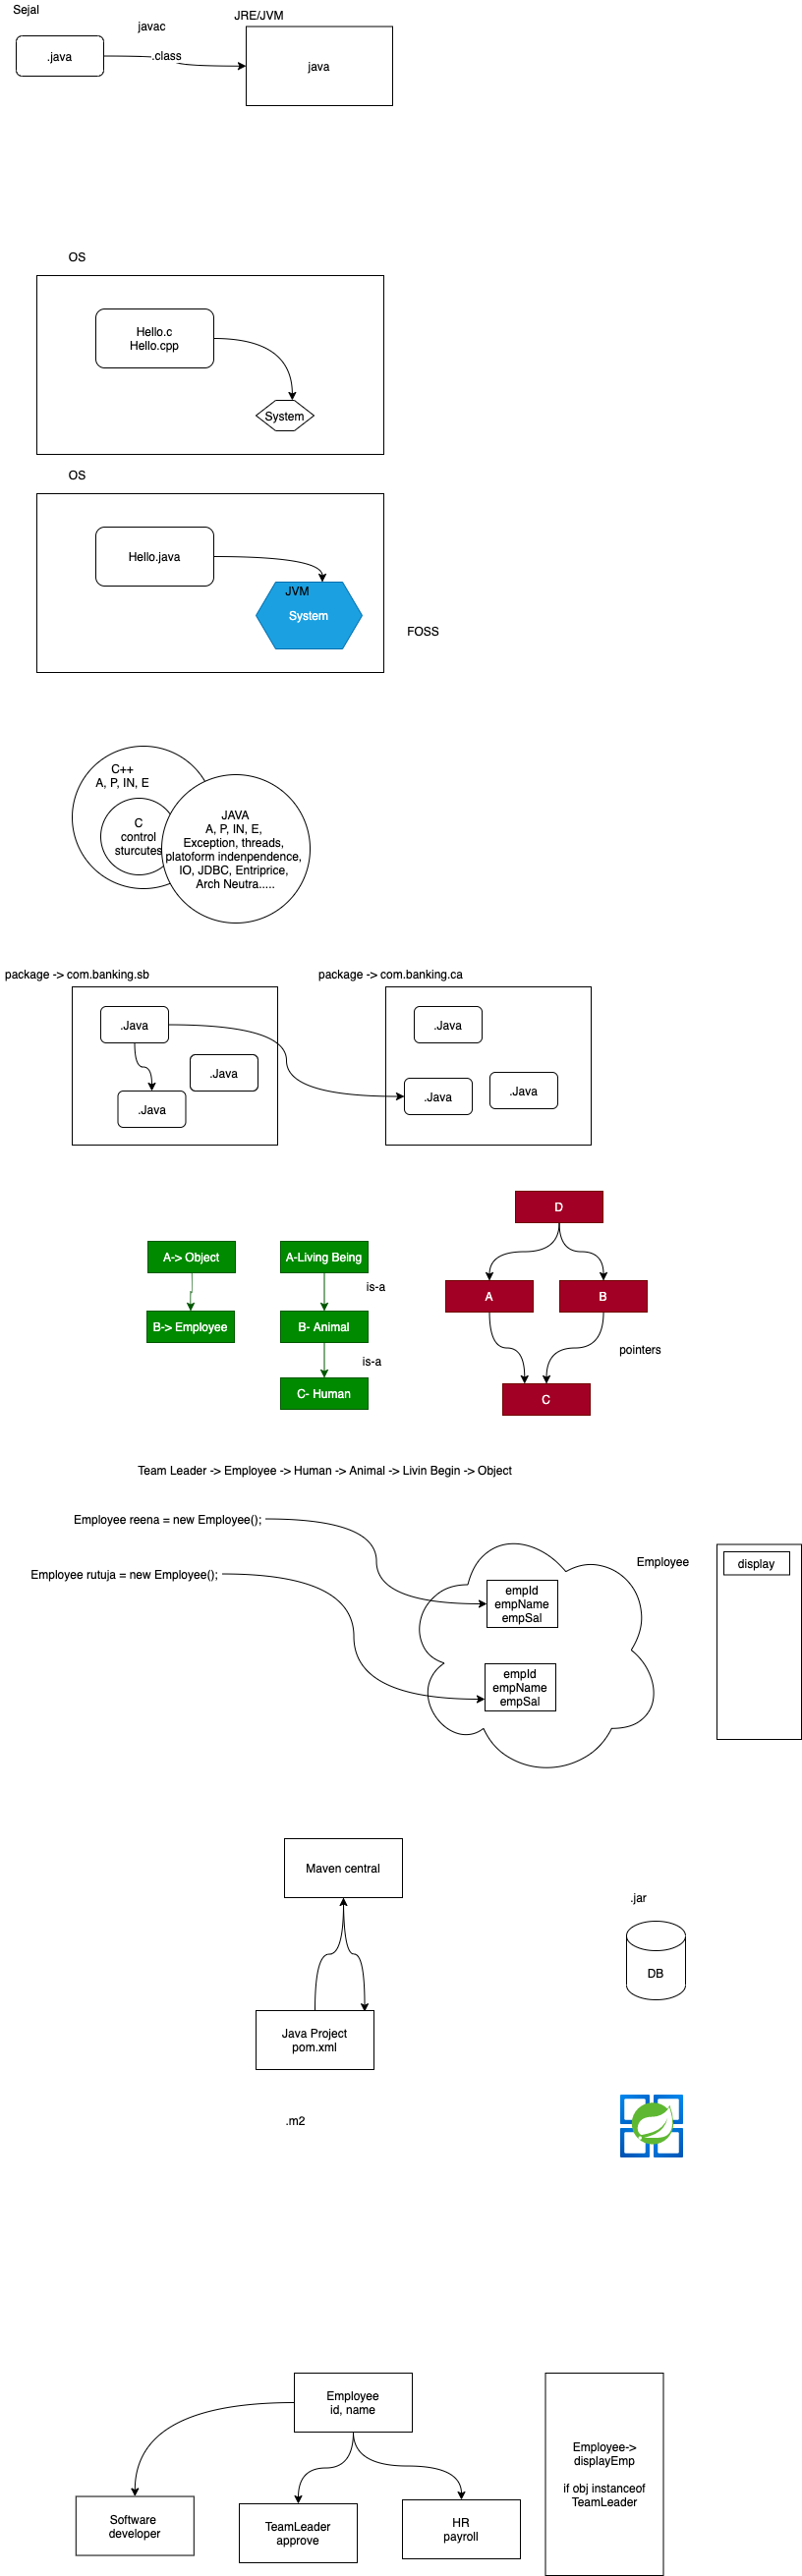 Sejal
javac
JRE/JVM
.java
.class
java
OS
Hello.c
Hello.cpp
System
OS
Hello.java
JVM
System
FOSS
C++
A, P, IN, E
C
control
sturcutes
JAVA
A, P, IN, E,
Exception, threads,
platoform indenpendence,
IO, JDBC, Entriprice,
Arch Neutra.....
package -> com.banking.sb
package -> com.banking.ca
.Java
.Java
.Java
.Java
.Java
.Java
D
A-> Object
A-Living Being
is-a
A
B
B-> Employee
B- Animal
pointers
is-a
C- Human
C
Team Leader -> Employee -> Human -> Animal -> Livin Begin -> Object
Employee reena = new Employee();
Employee rutuja = new Employee();
empId
empName
empSal
Employee
display
empId
empName
empSal
Maven central
.jar
DB
Java Project
pom.xml
.m2
Employee
id, name
Employee->
displayEmp
if obj instanceof
TeamLeader
Software
developer
TeamLeader
approve
HR
payroll